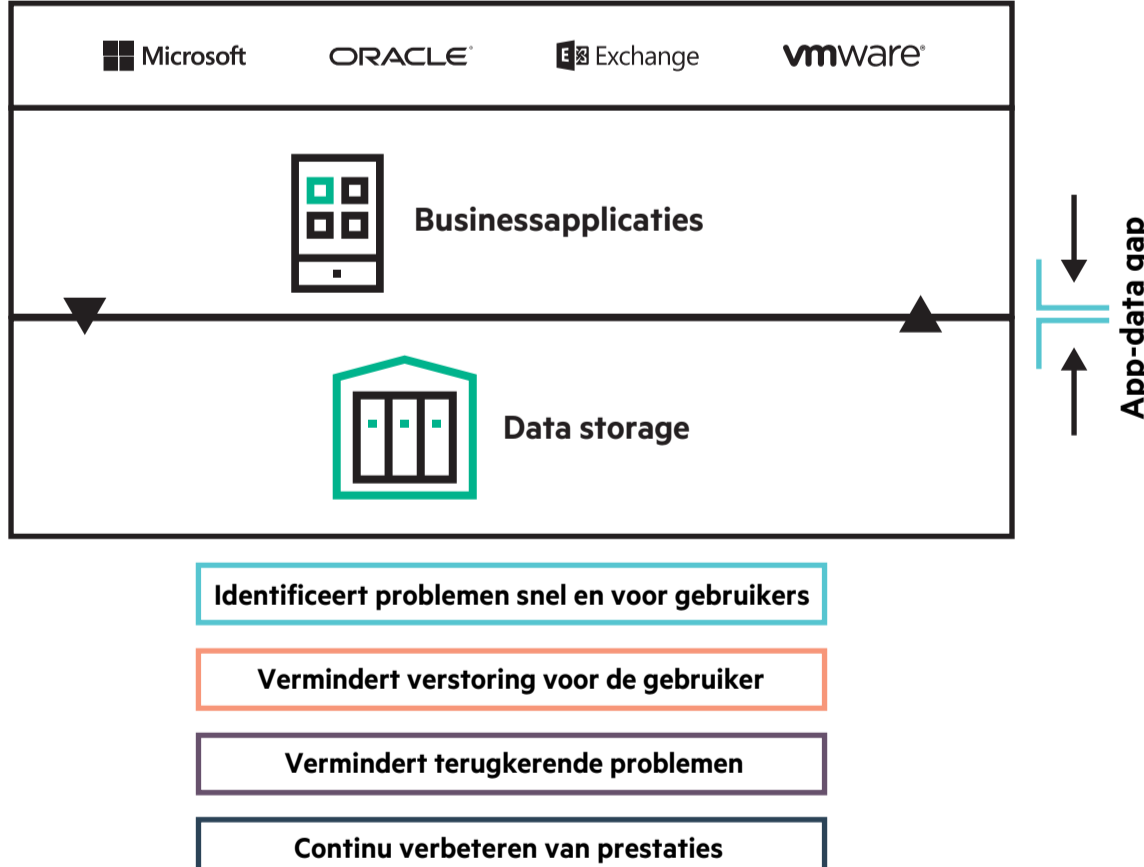 Microsoft ORACLE Exchange vmware
Businessapplicaties
App-data gap
Data storage
Identificeert problemen snel en voor gebruikers
Vermindert verstoring voor de gebruiker
Vermindert terugkerende problemen
Continu verbeteren van prestaties